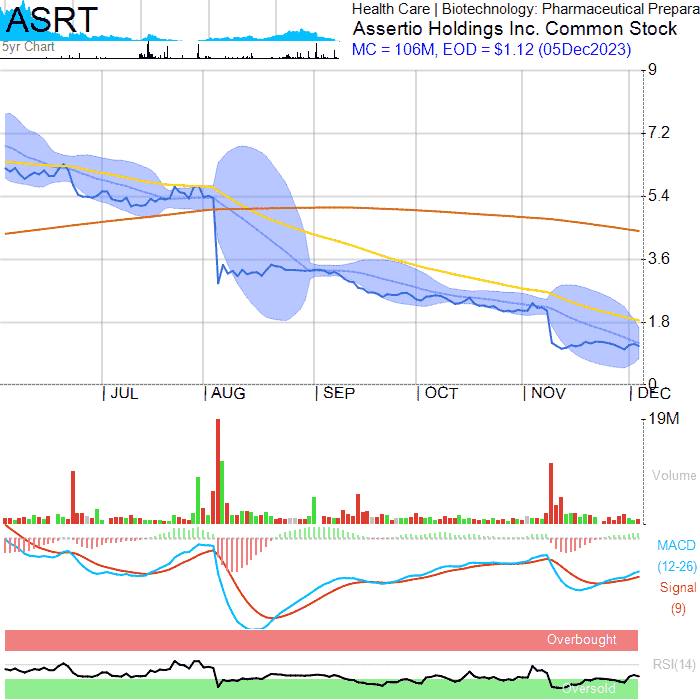 ASRT
Health Care | Biotechnology: Pharmaceutical Prepara
Assertio Holdings Inc. Common Stock
5yr Chart
MC = 106M, EOD = $1.12 (05Dec2023)
9
7.2
5.4
3.6
1.8
0
JUL AUG SEP OCT NOV DEC
19M
Volume
MACD
(12-26)
Signal
(9)
Overbought
RSI(14)
Oversold